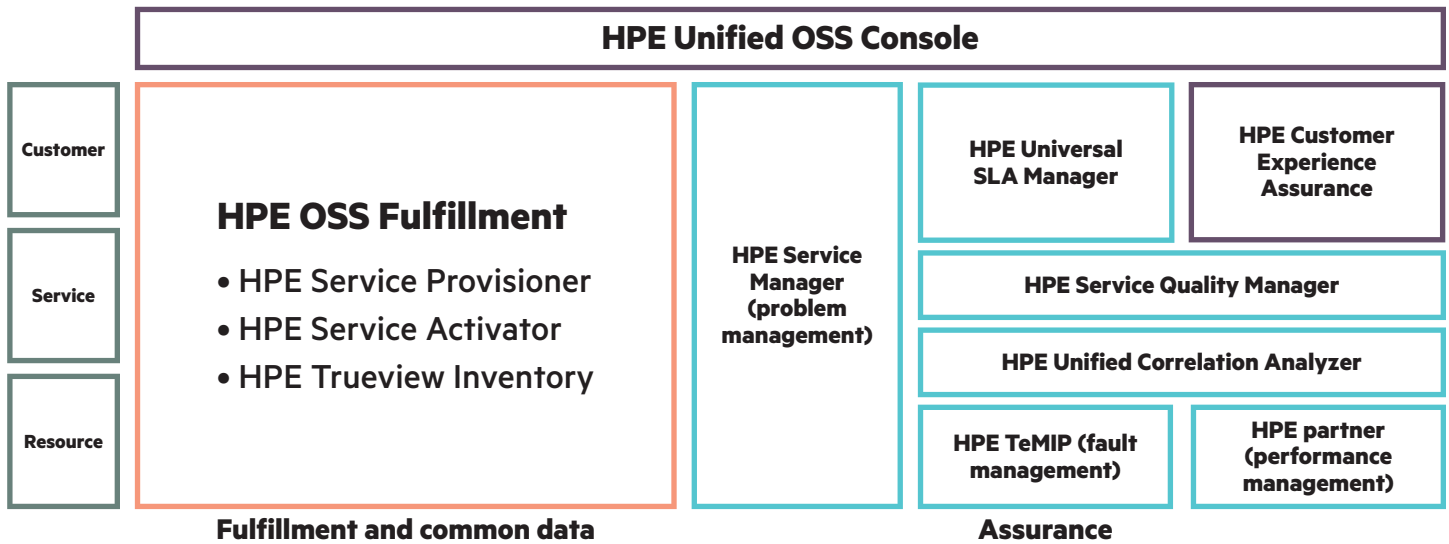 HPE Unified OSS Console
Customer
Service
Resource
HPE OSS Fulfillment
• HPE Service Provisioner
• HPE Service Activator
• HPE Trueview Inventory
HPE Service
Manager
(problem
management)
HPE Universal
SLA Manager
HPE Customer
Experience
Assurance
HPE Service Quality Manager
HPE Unified Correlation Analyzer
HPE TeMIP (fault
management)
HPE partner
(performance
management)
Fulfillment and common data
Assurance